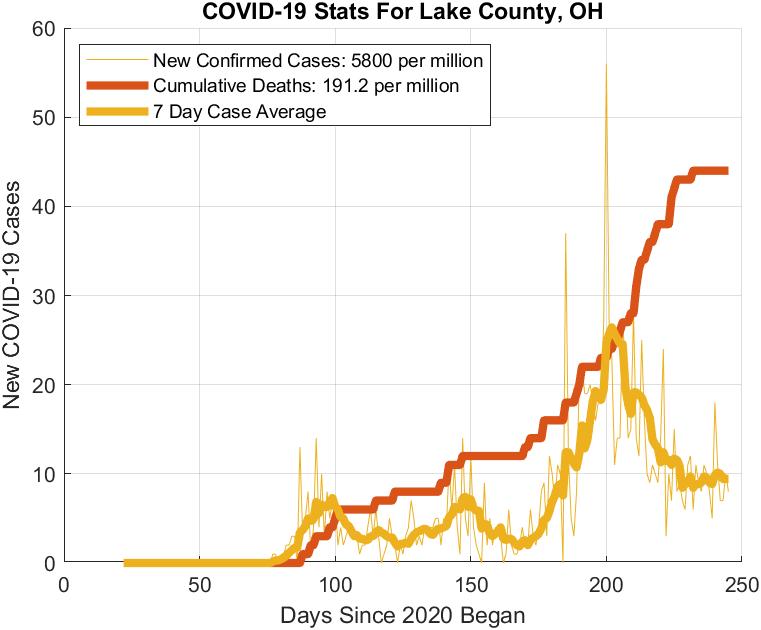 COVID-19 Stats For Lake County, OH
New Confirmed Cases: 5800 per million
Cumulative Deaths: 191.2 per million
7 Day Case Average
New COVID-19 Cases
60
50
40
30
20
10
0
0 50 100 150 200 250
Days Since 2020 Began